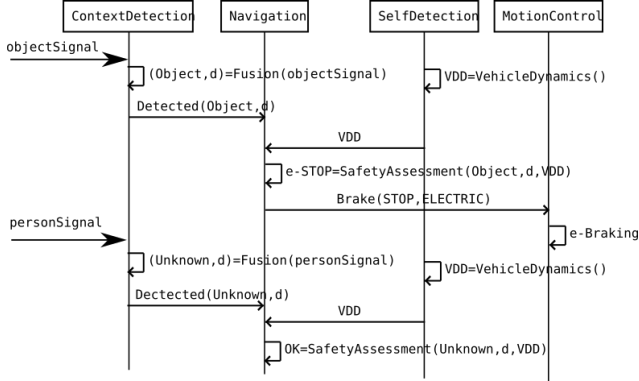 ContextDetection Navigation SelfDetection MotionControl
objectSignal
(Object,d)=Fusion(objectSignal) VDD=VehicleDynamics()
Detected(Object,d)
VDD
e-STOP=SafetyAssessment(Object,d,VDD)
Brake(STOP,ELECTRIC)
personSignal
e-Braking
(Unknown,d)=Fusion(personSignal) VDD=VehicleDynamics()
Dectected(Unknown,d)
VDD
OK=SafetyAssessment(Unknown,d,VDD)